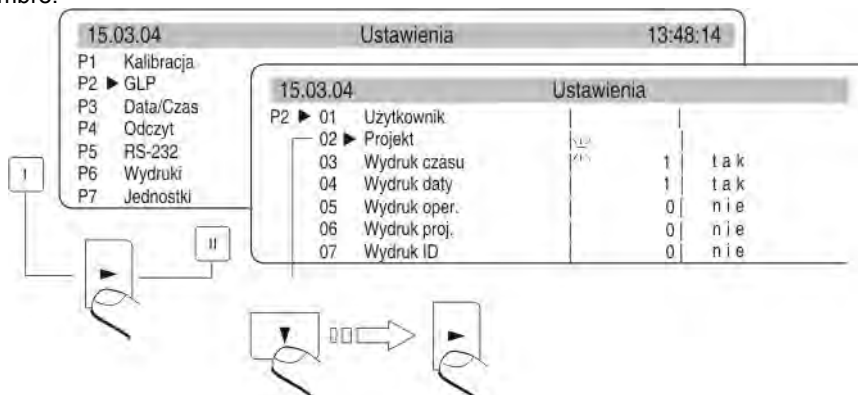 15.03.04 Ustawienia 13:48:14
P1 Kalibracja
P2 ► GLP
P3 Data/Czas
P4 Odczyt
P5 RS-232
P6 Wydruki
P7 Jednostki
15.03.04 Ustawienia
P2 ► 01 Użytkownik
02 ► Projekt
03 Wydruk czasu 1 tak
04 Wydruk daty 1 tak
05 Wydruk oper. 0 nie
06 Wydruk proj. 0 nie
07 Wydruk ID 0 nie
I
II